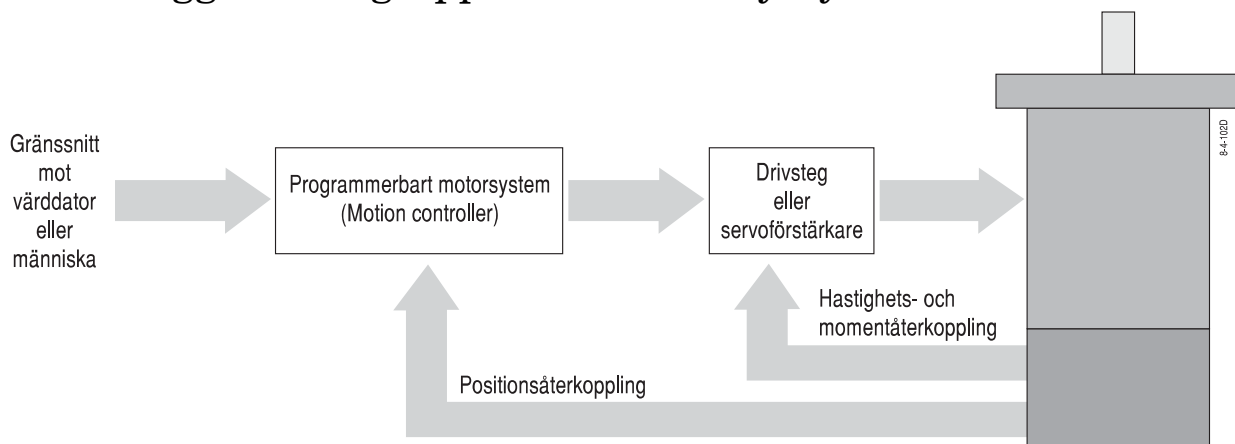 Gränssnitt
mot
värddator
eller
människa
Programmerbart motorsystem
(Motion controller)
Drivsteg
eller
servoförstärkare
8-4-102D
Hastighets- och
momentåterkoppling
Positionsåterkoppling